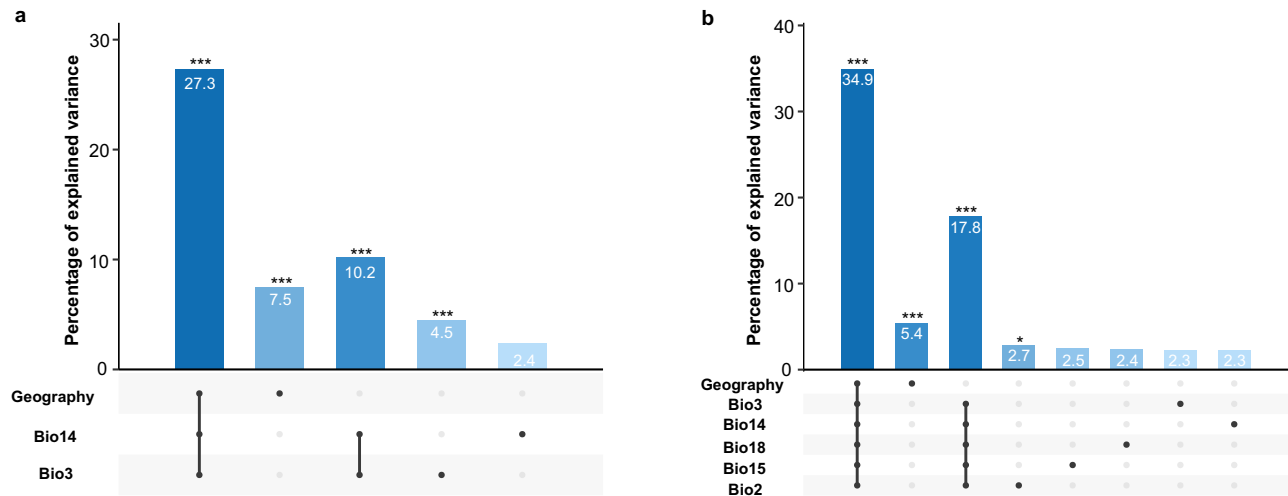 a
Percentage of explained variance
30
20
10
0
***
27.3
***
7.5
***
10.2
***
4.5
2.4
Geography
Bio14
Bio3
b
Percentage of explained variance
40
30
20
10
0
***
34.9
***
5.4
***
17.8
*
2.7
2.5
2.4
2.3
2.3
Geography
Bio3
Bio14
Bio18
Bio15
Bio2